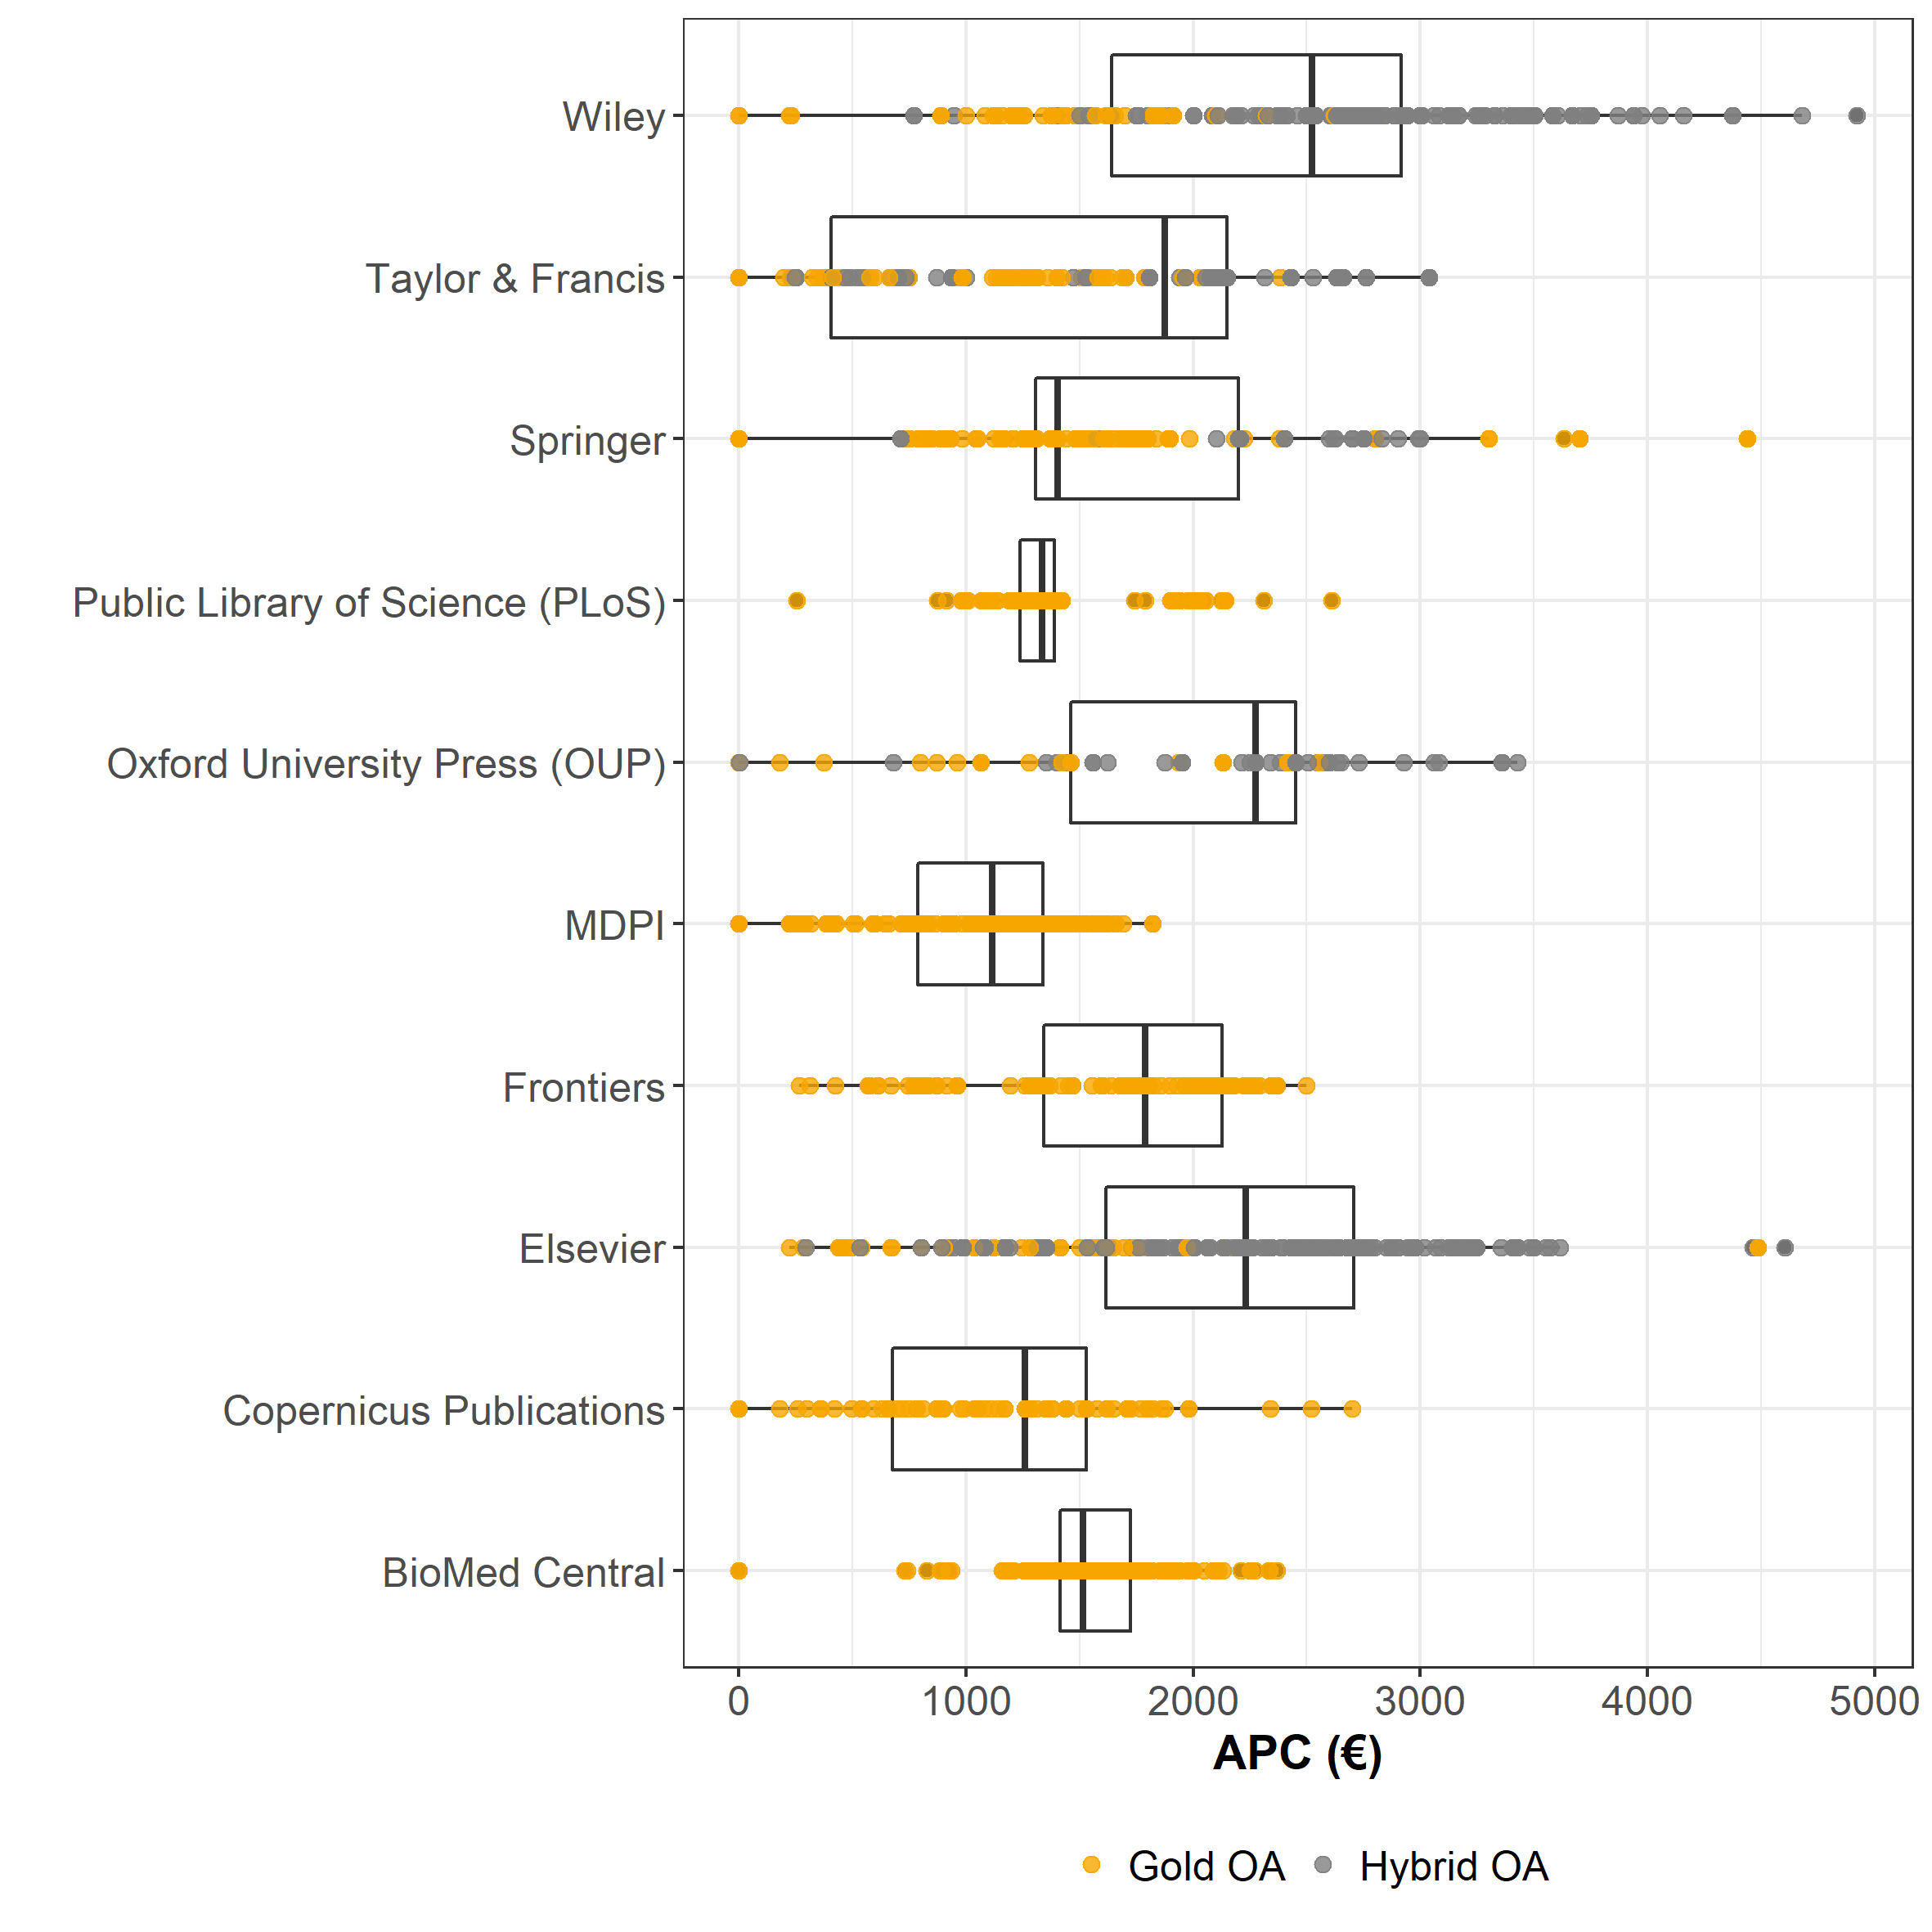 Wiley
Taylor & Francis
Springer
Public Library of Science (PLoS)
Oxford University Press (OUP)
MDPI
Frontiers
Elsevier
Copernicus Publications
BioMed Central
0 1000 2000 3000 4000 5000
APC (€)
Gold OA Hybrid OA